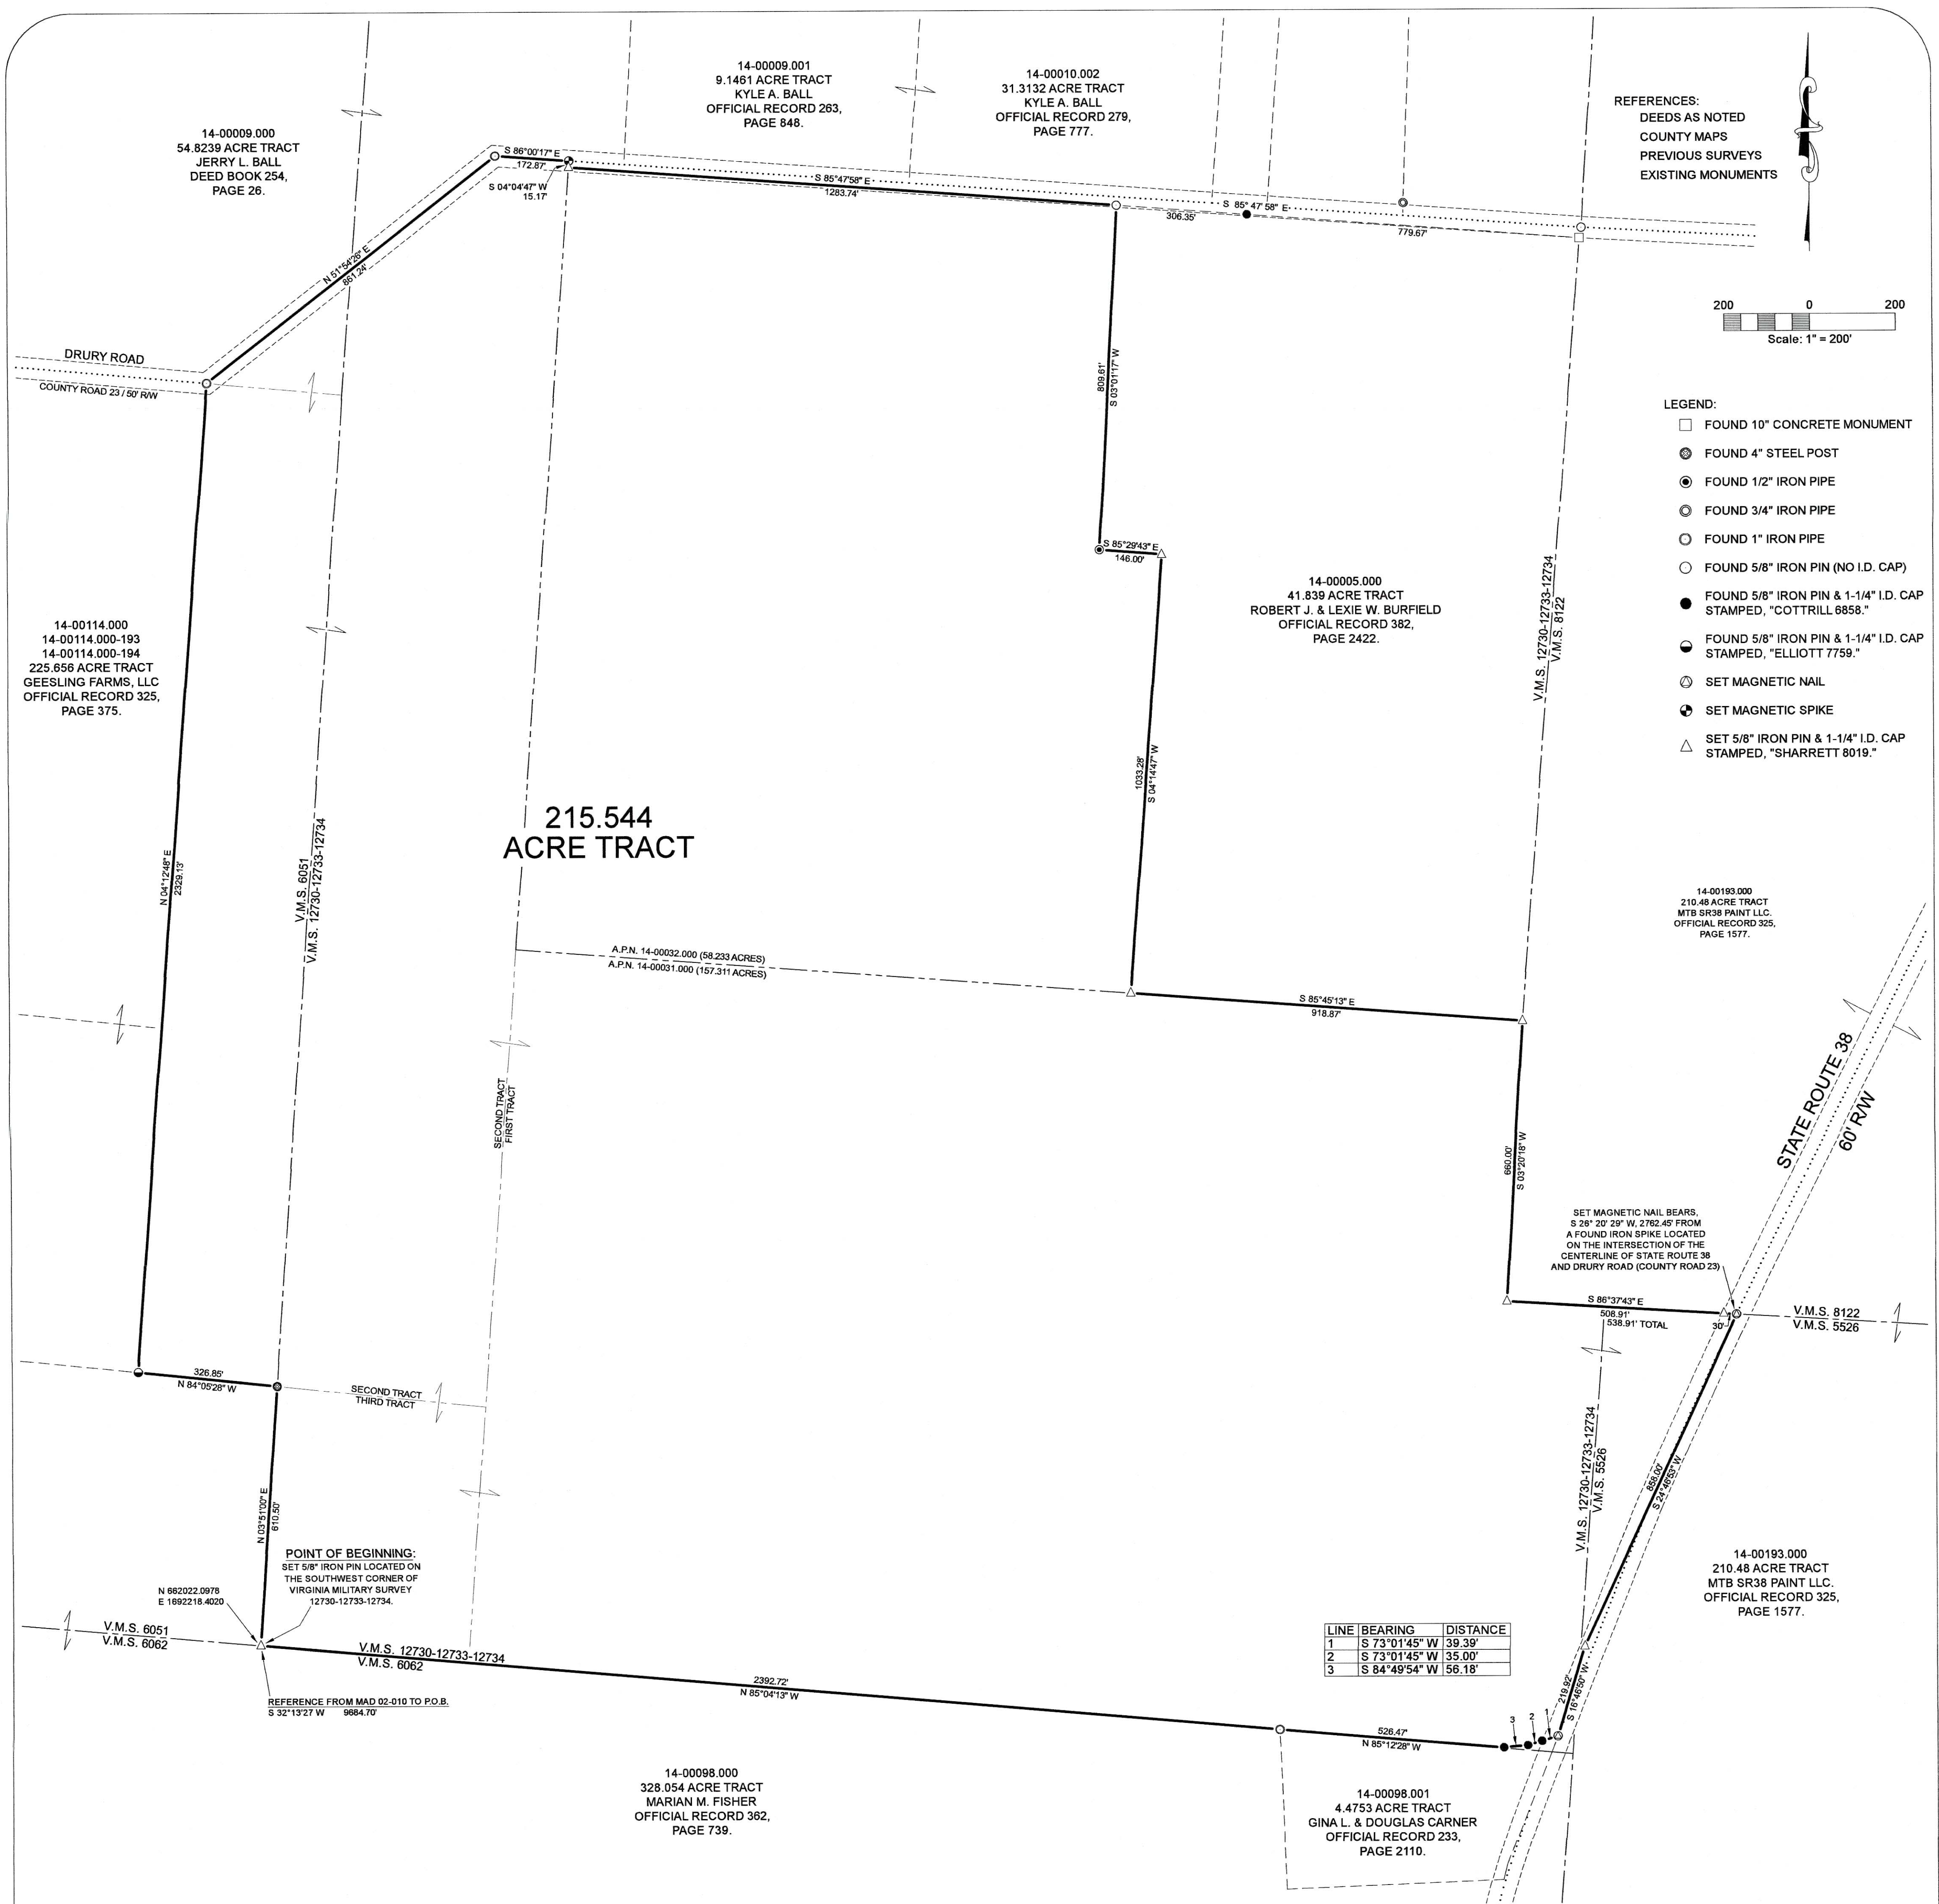 14-00009.000
54.8239 ACRE TRACT
JERRY L. BALL
DEED BOOK 254,
PAGE 26.
14-00009.001
9.1461 ACRE TRACT
KYLE A. BALL
OFFICIAL RECORD 263,
PAGE 848.
14-00010.002
31.3132 ACRE TRACT
KYLE A. BALL
OFFICIAL RECORD 279,
PAGE 777.
REFERENCES:
DEEDS AS NOTED
COUNTY MAPS
PREVIOUS SURVEYS
EXISTING MONUMENTS
S 86°00'17" E
172.87'
S 04°04'47" W
15.17'
S 85°47'58" E
1283.74'
S 85° 47' 58" E
306.35'
779.67'
N 51°54'26" E
861.24'
200 0 200
Scale: 1" = 200'
DRURY ROAD
COUNTY ROAD 23 / 50' R/W
809.61'
S 03°01'17" W
S 85°29'43" E
146.00'
LEGEND:
FOUND 10" CONCRETE MONUMENT
FOUND 4" STEEL POST
FOUND 1/2" IRON PIPE
FOUND 3/4" IRON PIPE
FOUND 1" IRON PIPE
FOUND 5/8" IRON PIN (NO I.D. CAP)
FOUND 5/8" IRON PIN & 1-1/4" I.D. CAP
STAMPED, "COTTRILL 6858."
FOUND 5/8" IRON PIN & 1-1/4" I.D. CAP
STAMPED, "ELLIOTT 7759."
SET MAGNETIC NAIL
SET MAGNETIC SPIKE
SET 5/8" IRON PIN & 1-1/4" I.D. CAP
STAMPED, "SHARRETT 8019."
14-00005.000
41.839 ACRE TRACT
ROBERT J. & LEXIE W. BURFIELD
OFFICIAL RECORD 382,
PAGE 2422.
V.M.S. 12730-12733-12734
V.M.S. 8122
14-00114.000
14-00114.000-193
14-00114.000-194
225.656 ACRE TRACT
GEESLING FARMS, LLC
OFFICIAL RECORD 325,
PAGE 375.
1033.28'
S 04°14'47" W
215.544
ACRE TRACT
N 04°12'48" E
2329.13'
V.M.S. 6051
V.M.S. 12730-12733-12734
14-00193.000
210.48 ACRE TRACT
MTB SR38 PAINT LLC.
OFFICIAL RECORD 325,
PAGE 1577.
A.P.N. 14-00032.000 (58.233 ACRES)
A.P.N. 14-00031.000 (157.311 ACRES)
S 85°45'13" E
918.87'
SECOND TRACT
FIRST TRACT
STATE ROUTE 38
60' R/W
660.00'
S 03°20'18" W
SET MAGNETIC NAIL BEARS,
S 26° 20' 29" W, 2762.45' FROM
A FOUND IRON SPIKE LOCATED
ON THE INTERSECTION OF THE
CENTERLINE OF STATE ROUTE 38
AND DRURY ROAD (COUNTY ROAD 23)
S 86°37'43" E
508.91'
538.91' TOTAL
30'
V.M.S. 8122
V.M.S. 5526
326.85'
N 84°05'28" W
SECOND TRACT
THIRD TRACT
V.M.S. 12730-12733-12734
V.M.S. 5526
858.00'
S 24°46'53" W
N 03°51'00" E
610.50'
POINT OF BEGINNING:
SET 5/8" IRON PIN LOCATED ON
THE SOUTHWEST CORNER OF
VIRGINIA MILITARY SURVEY
12730-12733-12734.
N 662022.0978
E 1692218.4020
14-00193.000
210.48 ACRE TRACT
MTB SR38 PAINT LLC.
OFFICIAL RECORD 325,
PAGE 1577.
V.M.S. 6051
V.M.S. 6062
V.M.S. 12730-12733-12734
V.M.S. 6062
LINE BEARING DISTANCE
1 S 73°01'45" W 39.39'
2 S 73°01'45" W 35.00'
3 S 84°49'54" W 56.18'
2392.72'
N 85°04'13" W
REFERENCE FROM MAD 02-010 TO P.O.B.
S 32°13'27 W 9684.70'
219.92'
S 16°46'50" W
3 2 1
526.47'
N 85°12'28" W
14-00098.000
328.054 ACRE TRACT
MARIAN M. FISHER
OFFICIAL RECORD 362,
PAGE 739.
14-00098.001
4.4753 ACRE TRACT
GINA L. & DOUGLAS CARNER
OFFICIAL RECORD 233,
PAGE 2110.